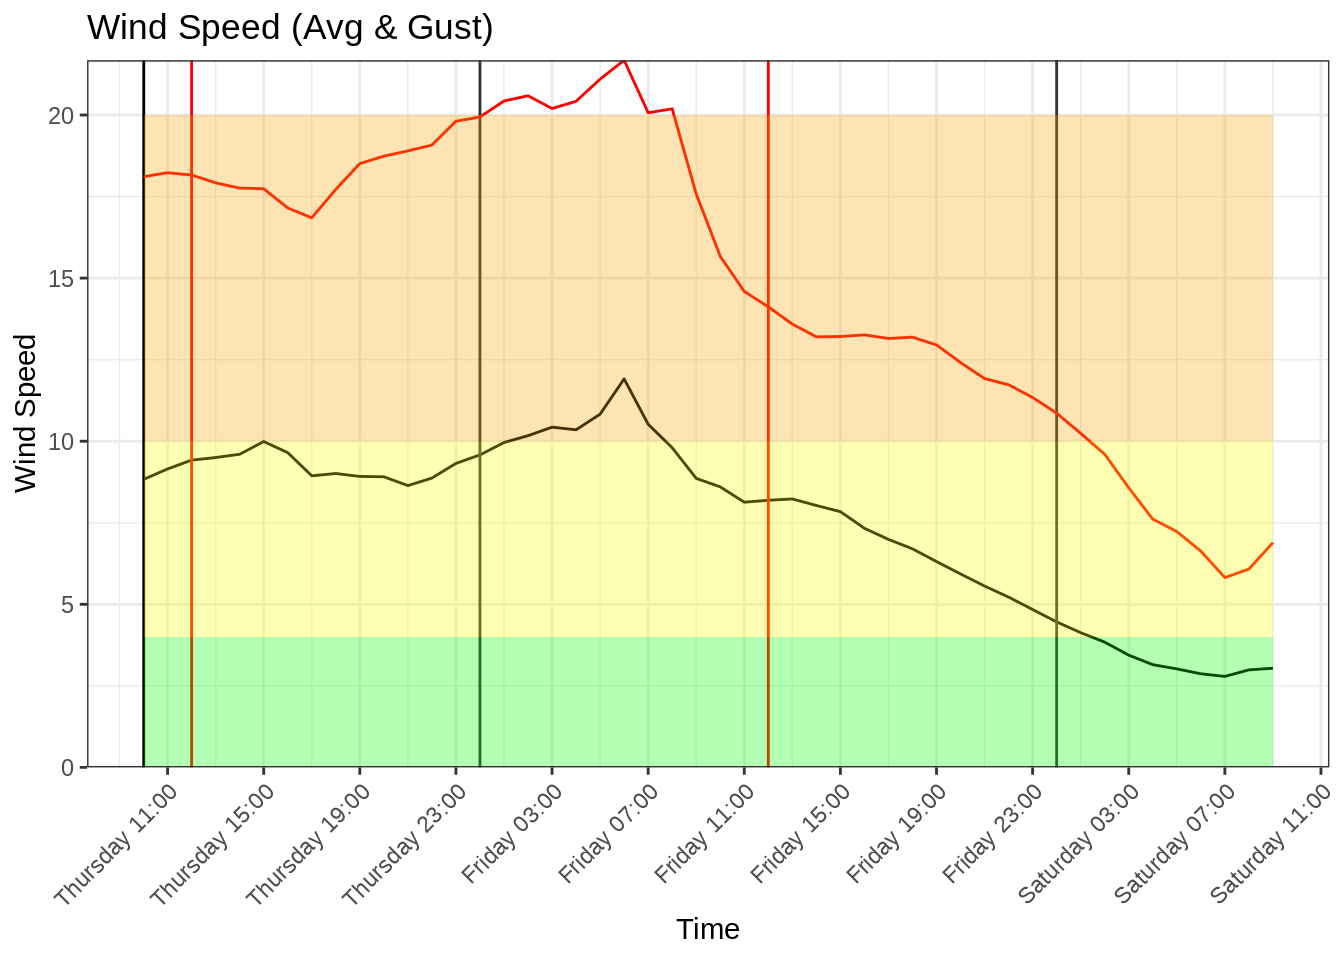 Wind Speed (Avg & Gust)
Wind Speed
20
15
10
5
0
Thursday 11:00
Thursday 15:00
Thursday 19:00
Thursday 23:00
Friday 03:00
Friday 07:00
Friday 11:00
Friday 15:00
Friday 19:00
Friday 23:00
Saturday 03:00
Saturday 07:00
Saturday 11:00
Time